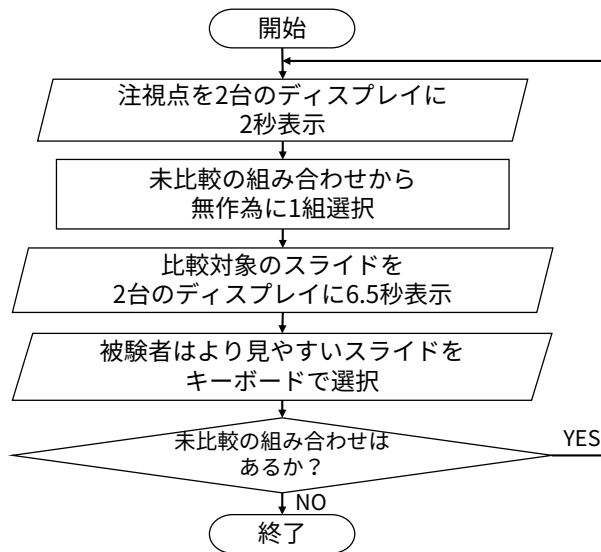 開始
注視点を2台のディスプレイに
2秒表示
未比較の組み合わせから
無作為に1組選択
比較対象のスライドを
2台のディスプレイに6.5秒表示
被験者はより見やすいスライドを
キーボードで選択
未比較の組み合わせは
あるか？
YES
NO
終了